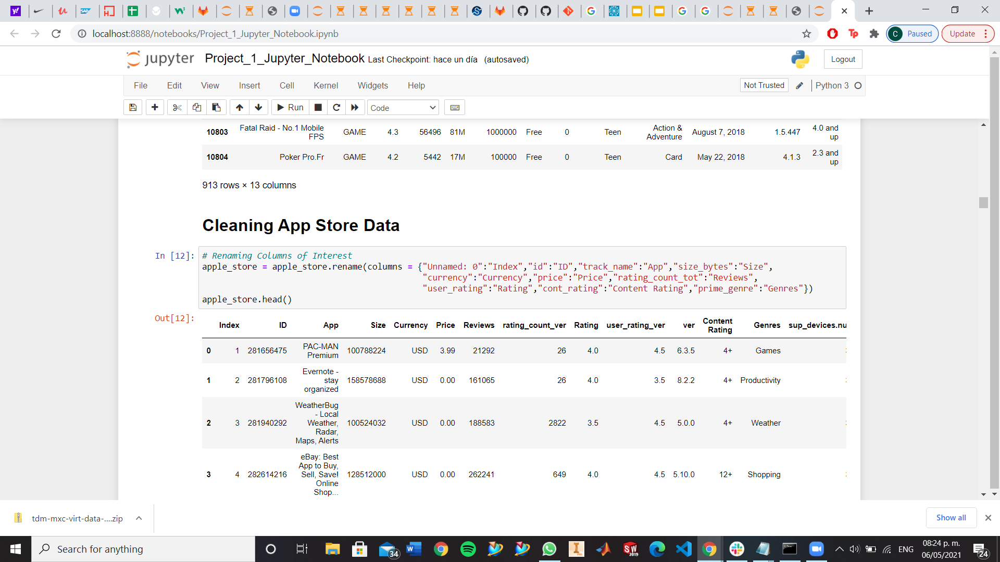 localhost:8888/notebooks/Project_1_Jupyter_Notebook.ipynb
C Paused
Update
jupyter Project_1_Jupyter_Notebook Last Checkpoint: hace un día (autosaved)
Logout
File Edit View Insert Cell Kernel Widgets Help
Not Trusted
Python 3
Run
Code
10803 Fatal Raid - No.1 Mobile FPS GAME 4.3 56496 81M 1000000 Free 0 Teen Action & Adventure August 7, 2018 1.5.447 4.0 and up
10804 Poker Pro.Fr GAME 4.2 5442 17M 100000 Free 0 Teen Card May 22, 2018 4.1.3 2.3 and up
913 rows × 13 columns
Cleaning App Store Data
In [12]:
# Renaming Columns of Interest
apple_store = apple_store.rename(columns = {"Unnamed: 0":"Index","id":"ID","track_name":"App","size_bytes":"Size",
"currency":"Currency","price":"Price","rating_count_tot":"Reviews",
"user_rating":"Rating","cont_rating":"Content Rating","prime_genre":"Genres"})
apple_store.head()
Out[12]:
Index ID App Size Currency Price Reviews rating_count_ver Rating user_rating_ver ver Content Rating Genres sup_devices.nu
0 1 281656475 PAC-MAN Premium 100788224 USD 3.99 21292 26 4.0 4.5 6.3.5 4+ Games
1 2 281796108 Evernote - stay organized 158578688 USD 0.00 161065 26 4.0 3.5 8.2.2 4+ Productivity
2 3 281940292 WeatherBug - Local Weather, Radar, Maps, Alerts 100524032 USD 0.00 188583 2822 3.5 4.5 5.0.0 4+ Weather
3 4 282614216 eBay: Best App to Buy, Sell, Save! Online Shop... 128512000 USD 0.00 262241 649 4.0 4.5 5.10.0 12+ Shopping
tdm-mxc-virt-data-....zip
Show all
Search for anything
34
ENG
08:24 p. m.
06/05/2021
24